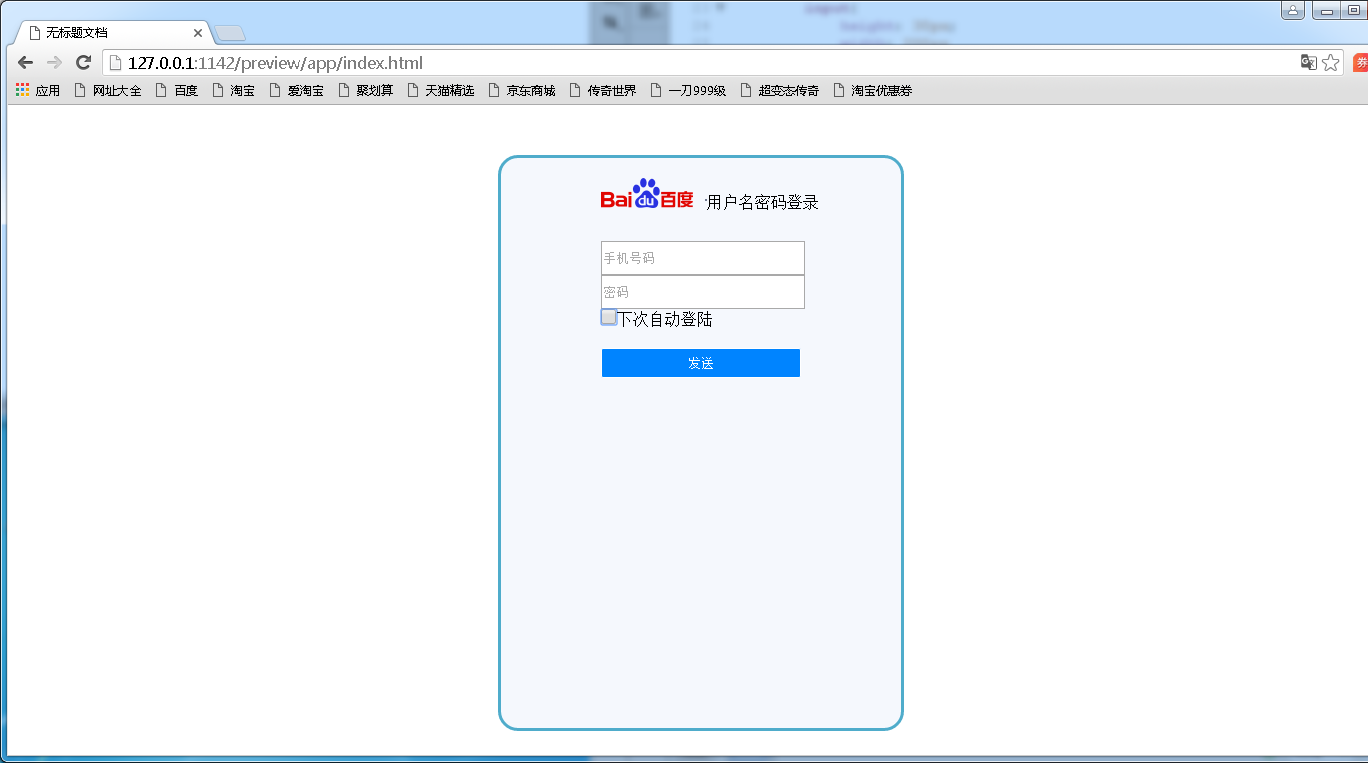 无标题文档
127.0.0.1:1142/preview/app/index.html
应用 网址大全 百度 淘宝 爱淘宝 聚划算 天猫精选 京东商城 传奇世界 一刀999级 超变态传奇 淘宝优惠券
券
Bai du 百度 ·用户名密码登录
手机号码
密码
下次自动登陆
发送